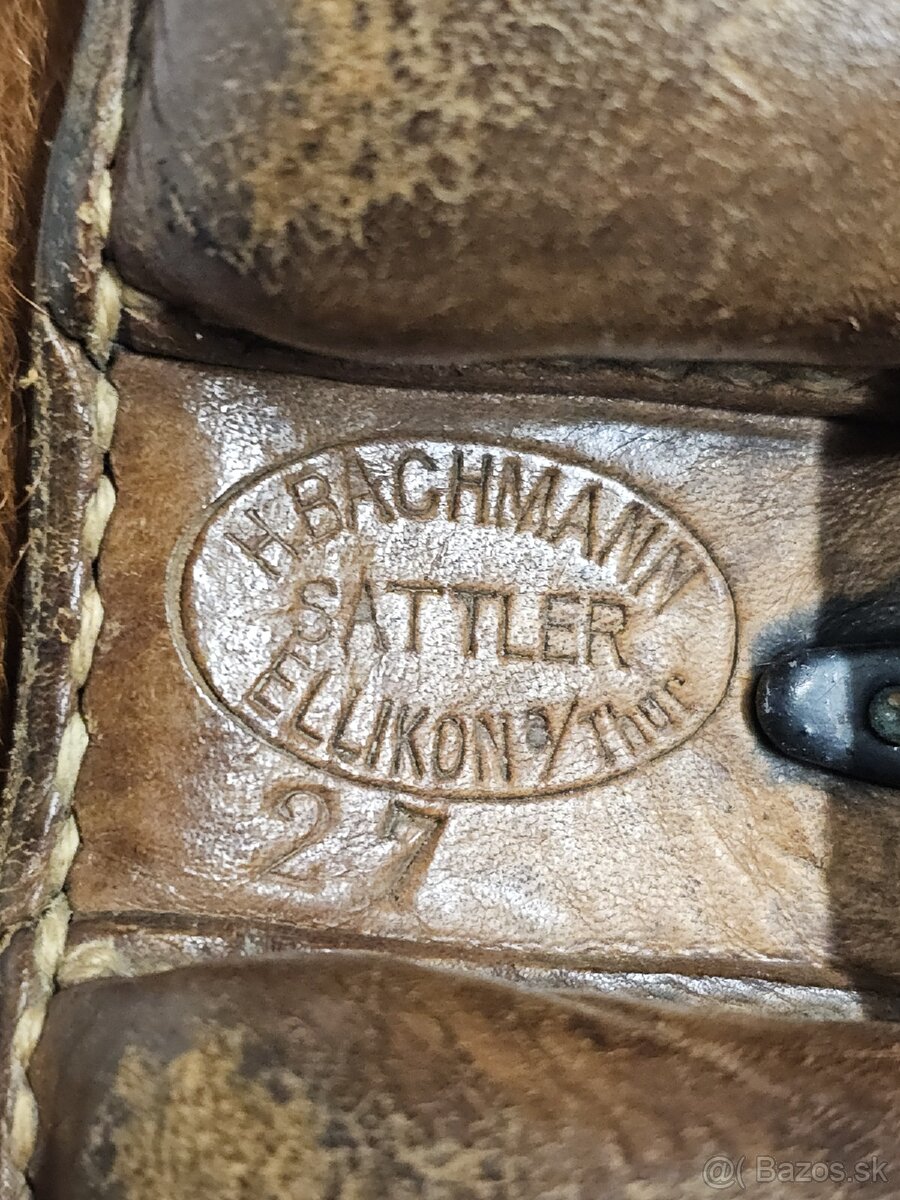 H. BACHMANN
SATTLER
ELLIKON a/Thur
27
@( Bazos.sk